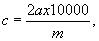 c = 2ax10000 / m ,